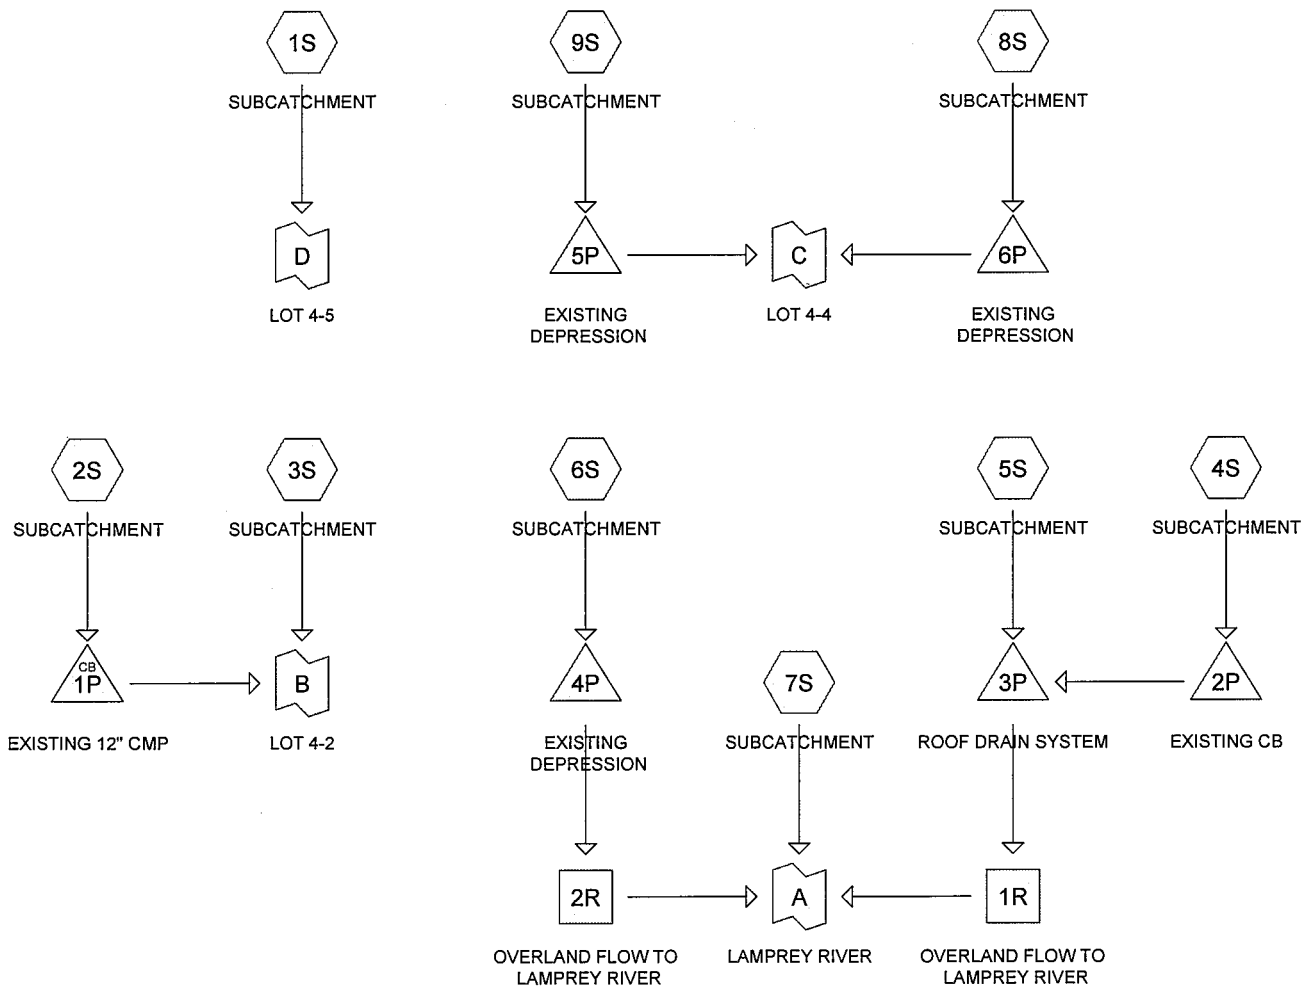 1S
9S
8S
SUBCATCHMENT
SUBCATCHMENT
SUBCATCHMENT
D
5P
C
6P
LOT 4-5
EXISTING
DEPRESSION
LOT 4-4
EXISTING
DEPRESSION
2S
3S
6S
5S
4S
SUBCATCHMENT
SUBCATCHMENT
SUBCATCHMENT
SUBCATCHMENT
SUBCATCHMENT
CB
1P
B
4P
7S
3P
2P
EXISTING 12" CMP
LOT 4-2
EXISTING
DEPRESSION
SUBCATCHMENT
ROOF DRAIN SYSTEM
EXISTING CB
2R
A
1R
OVERLAND FLOW TO
LAMPREY RIVER
LAMPREY RIVER
OVERLAND FLOW TO
LAMPREY RIVER